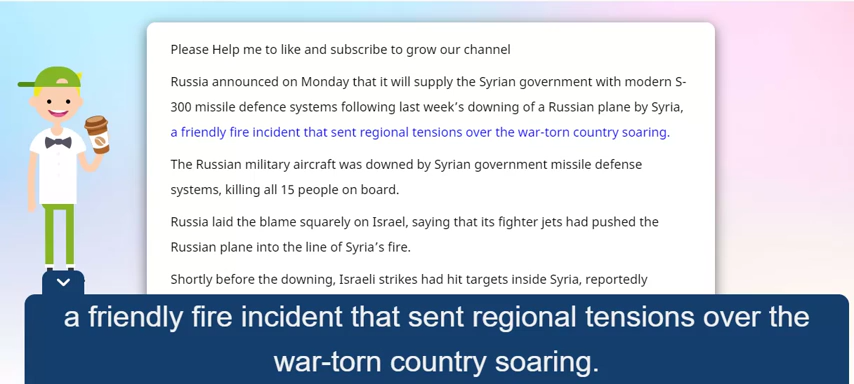 Please Help me to like and subscribe to grow our channel
Russia announced on Monday that it will supply the Syrian government with modern S-
300 missile defence systems following last week’s downing of a Russian plane by Syria,
a friendly fire incident that sent regional tensions over the war-torn country soaring.
The Russian military aircraft was downed by Syrian government missile defense
systems, killing all 15 people on board.
Russia laid the blame squarely on Israel, saying that its fighter jets had pushed the
Russian plane into the line of Syria’s fire.
Shortly before the downing, Israeli strikes had hit targets inside Syria, reportedly
a friendly fire incident that sent regional tensions over the
war-torn country soaring.